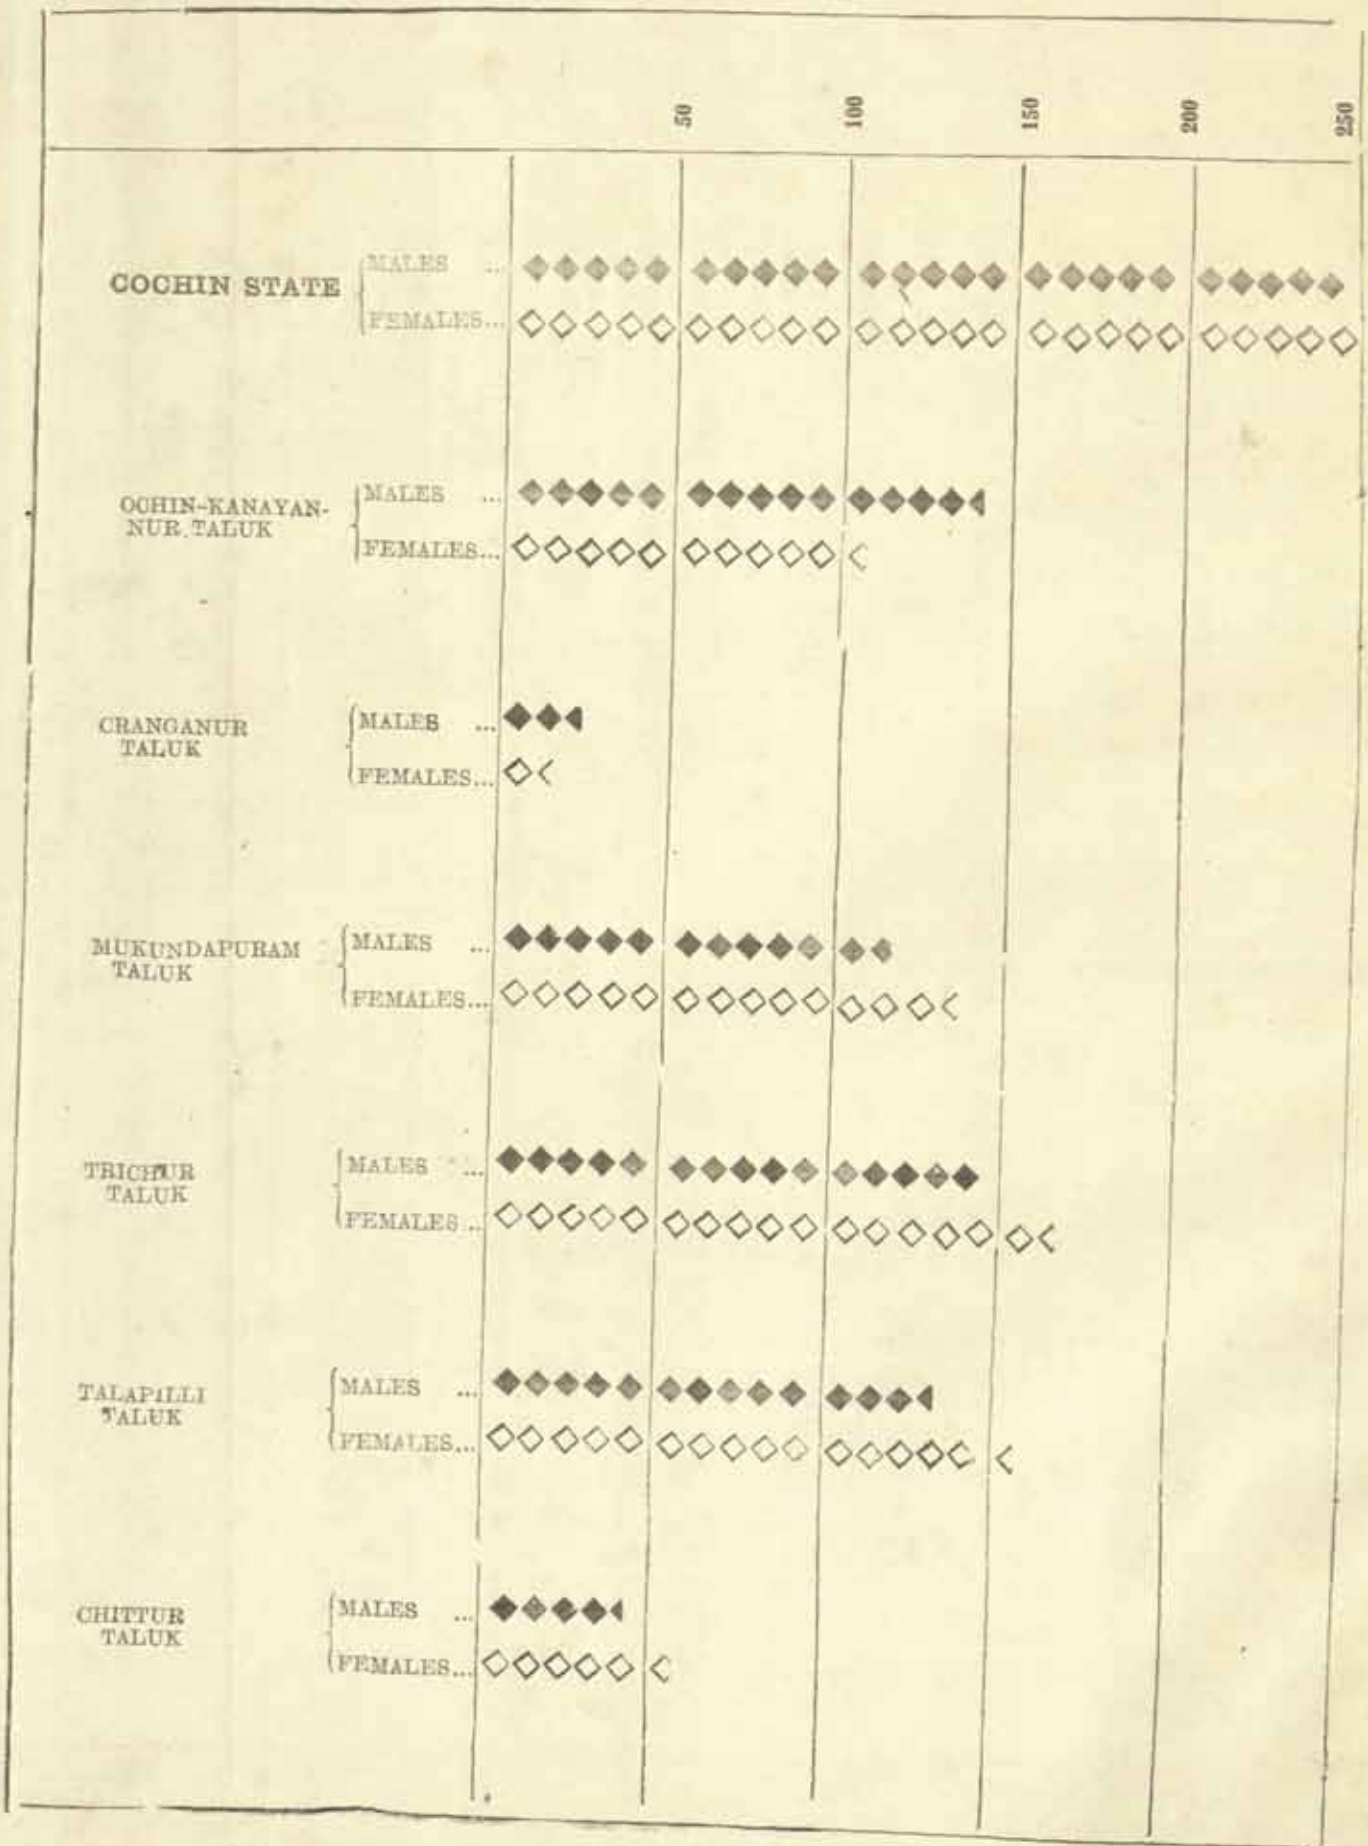 50 100 150 200 250
COCHIN STATE
MALES ...
FEMALES...
OCHIN-KANAYAN-
NUR TALUK
MALES ...
FEMALES...
CRANGANUR
TALUK
MALES ...
FEMALES...
MUKUNDAPURAM
TALUK
MALES ...
FEMALES...
TRICHUR
TALUK
MALES ...
FEMALES ..
TALAPILLI
TALUK
MALES ...
FEMALES...
CHITTUR
TALUK
MALES ...
FEMALES...